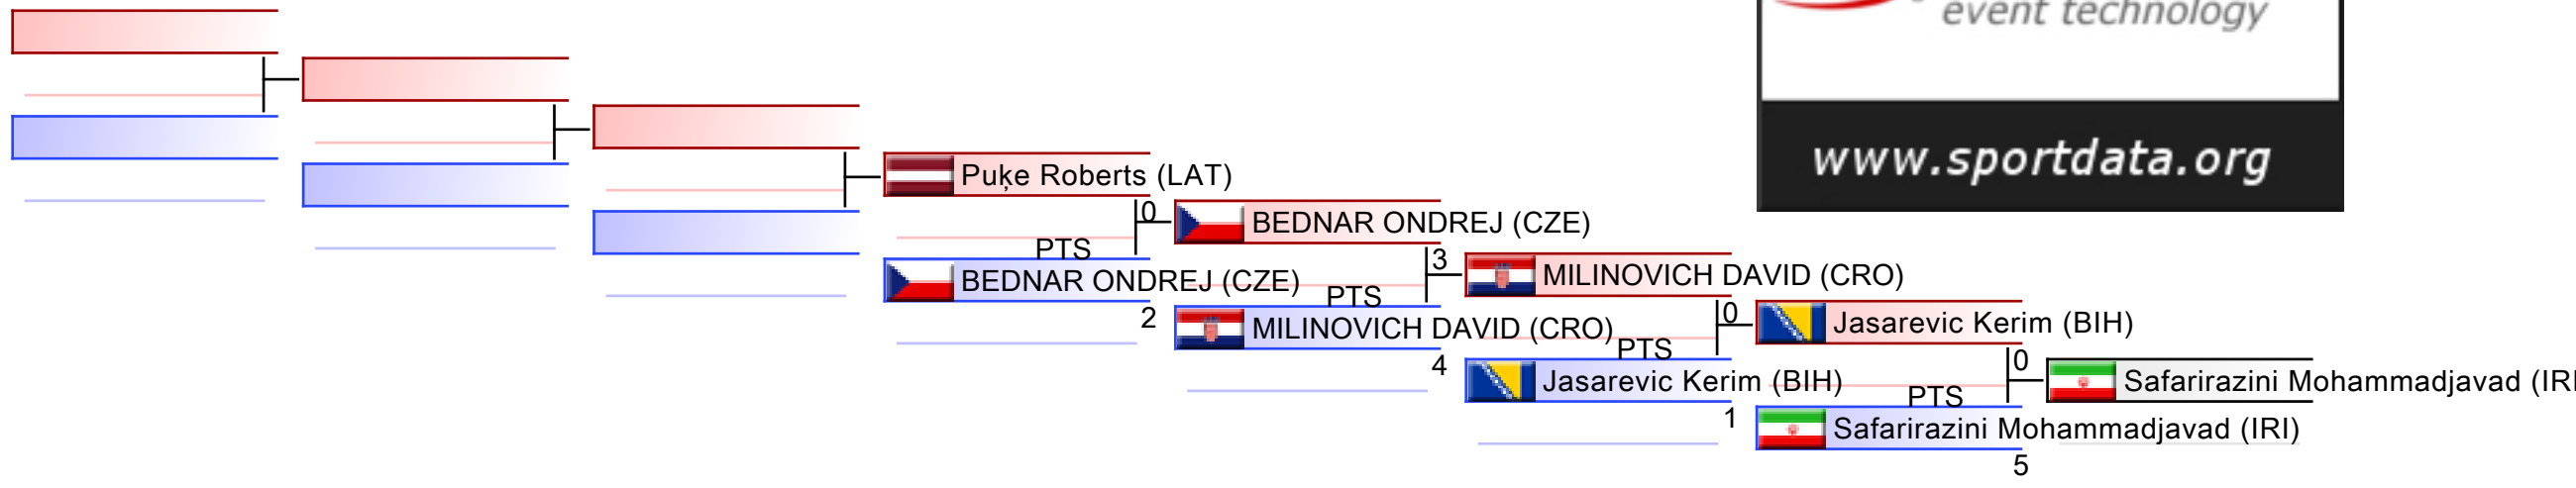 event technology
www.sportdata.org
Puķe Roberts (LAT)
0
BEDNAR ONDREJ (CZE)
PTS
BEDNAR ONDREJ (CZE)
2
3
MILINOVICH DAVID (CRO)
PTS
MILINOVICH DAVID (CRO)
4
0
Jasarevic Kerim (BIH)
PTS
Jasarevic Kerim (BIH)
1
0
Safarirazini Mohammadjavad (IRI
PTS
Safarirazini Mohammadjavad (IRI)
5